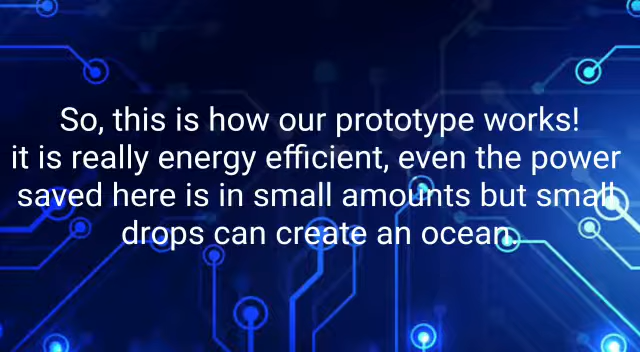 So, this is how our prototype works!
it is really energy efficient, even the power
saved here is in small amounts but small
drops can create an ocean.